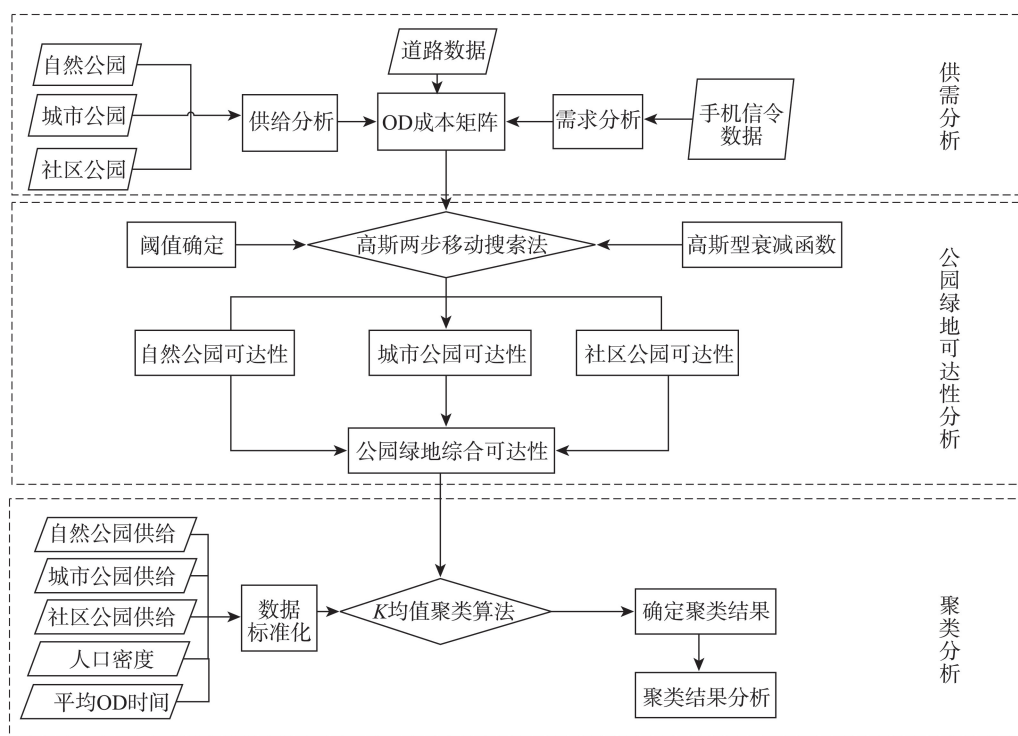 道路数据
自然公园
城市公园
社区公园
供给分析
OD成本矩阵
需求分析
手机信令
数据
供需分析
阈值确定
高斯两步移动搜索法
高斯型衰减函数
自然公园可达性
城市公园可达性
社区公园可达性
公园绿地综合可达性
公园绿地可达性分析
自然公园供给
城市公园供给
社区公园供给
人口密度
平均OD时间
数据
标准化
K均值聚类算法
确定聚类结果
聚类结果分析
聚类分析